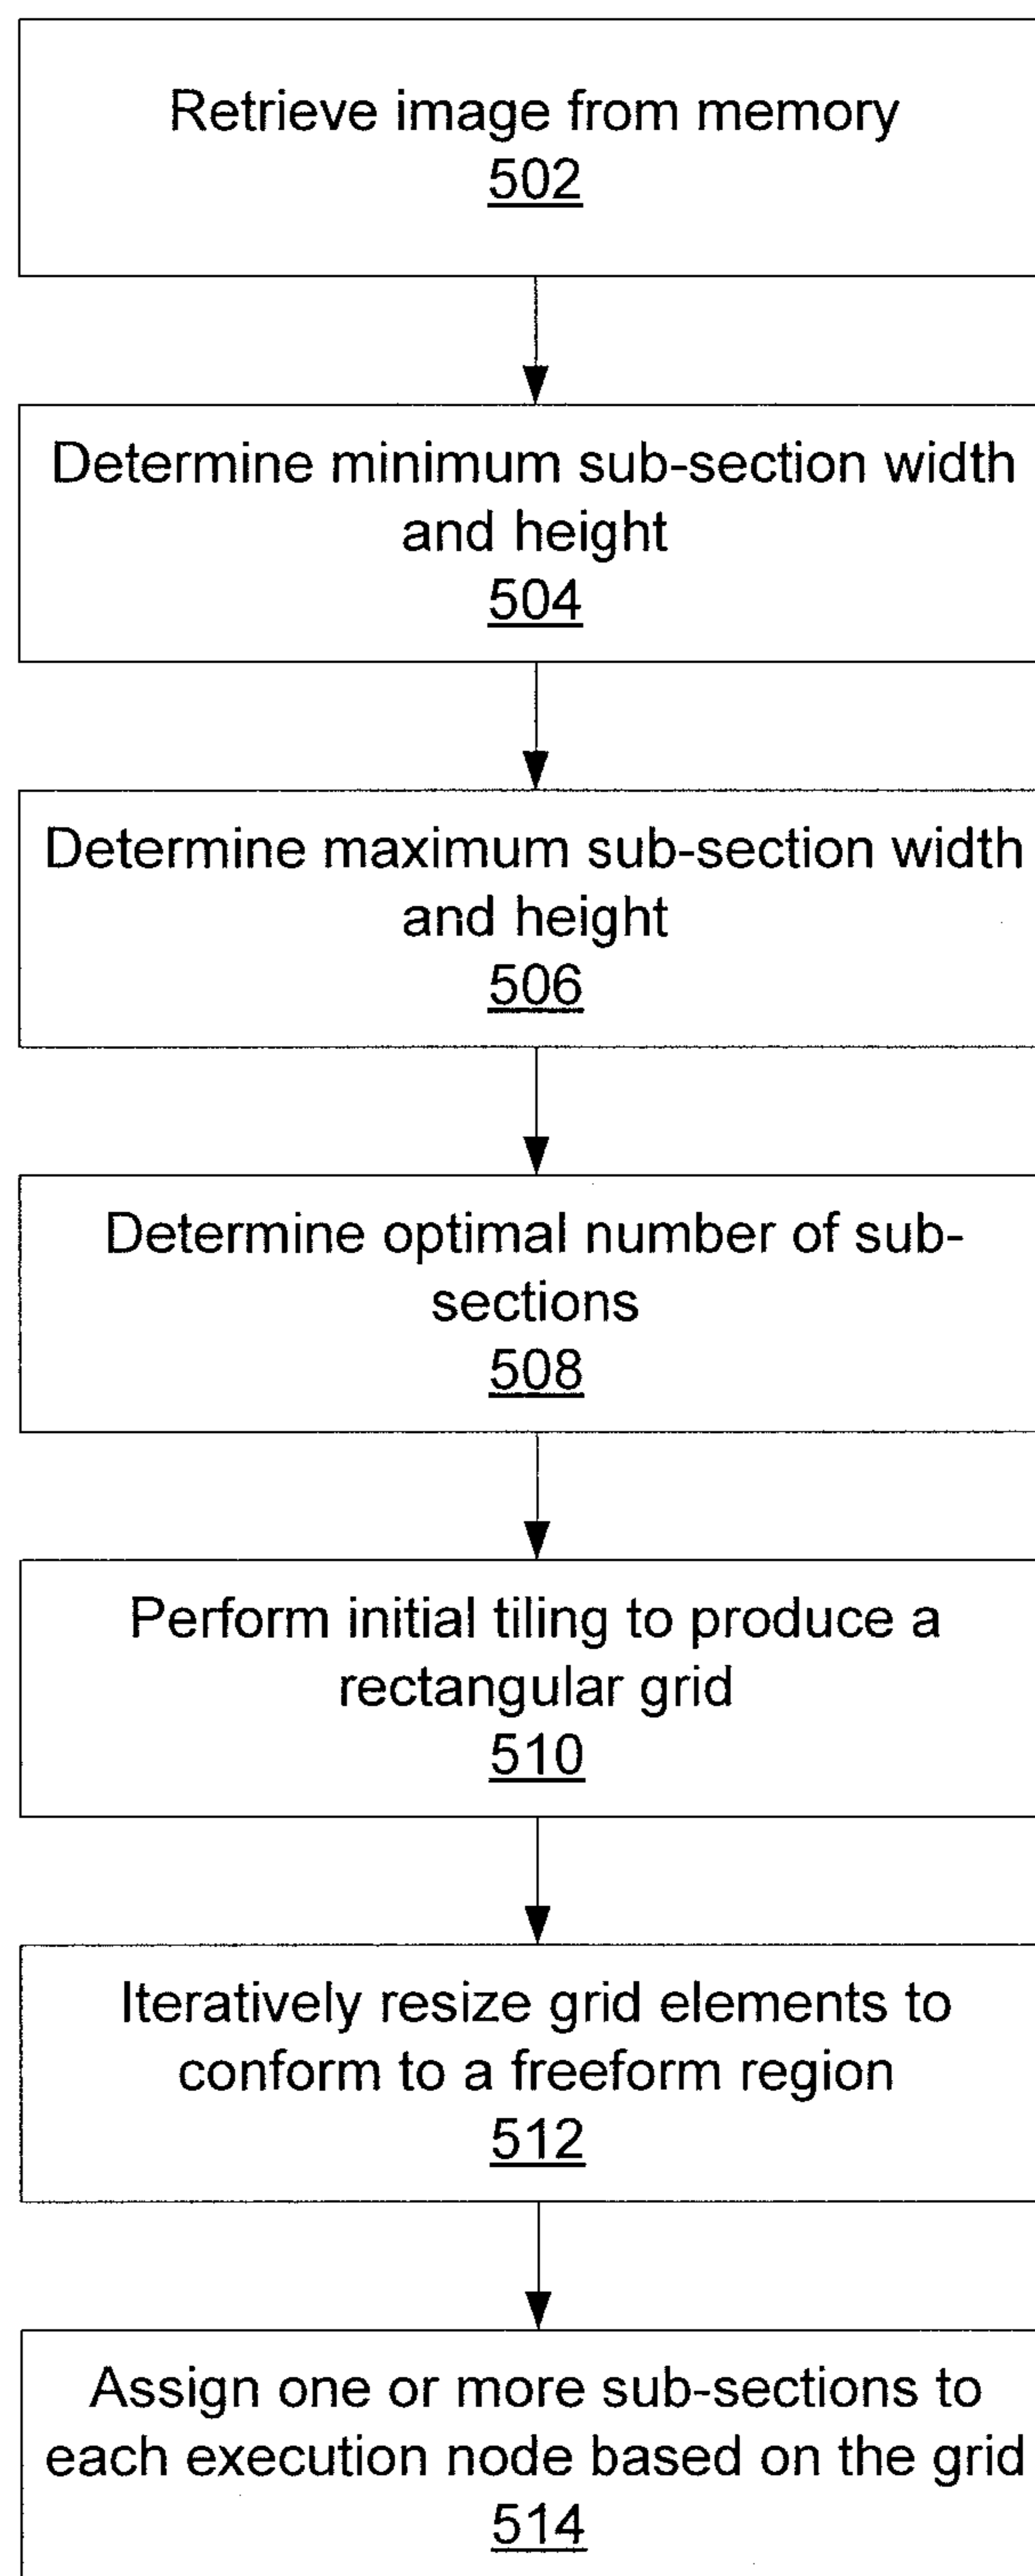 Retrieve image from memory
502
Determine minimum sub-section width
and height
504
Determine maximum sub-section width
and height
506
Determine optimal number of sub-
sections
508
Perform initial tiling to produce a
rectangular grid
510
Iteratively resize grid elements to
conform to a freeform region
512
Assign one or more sub-sections to
each execution node based on the grid
514